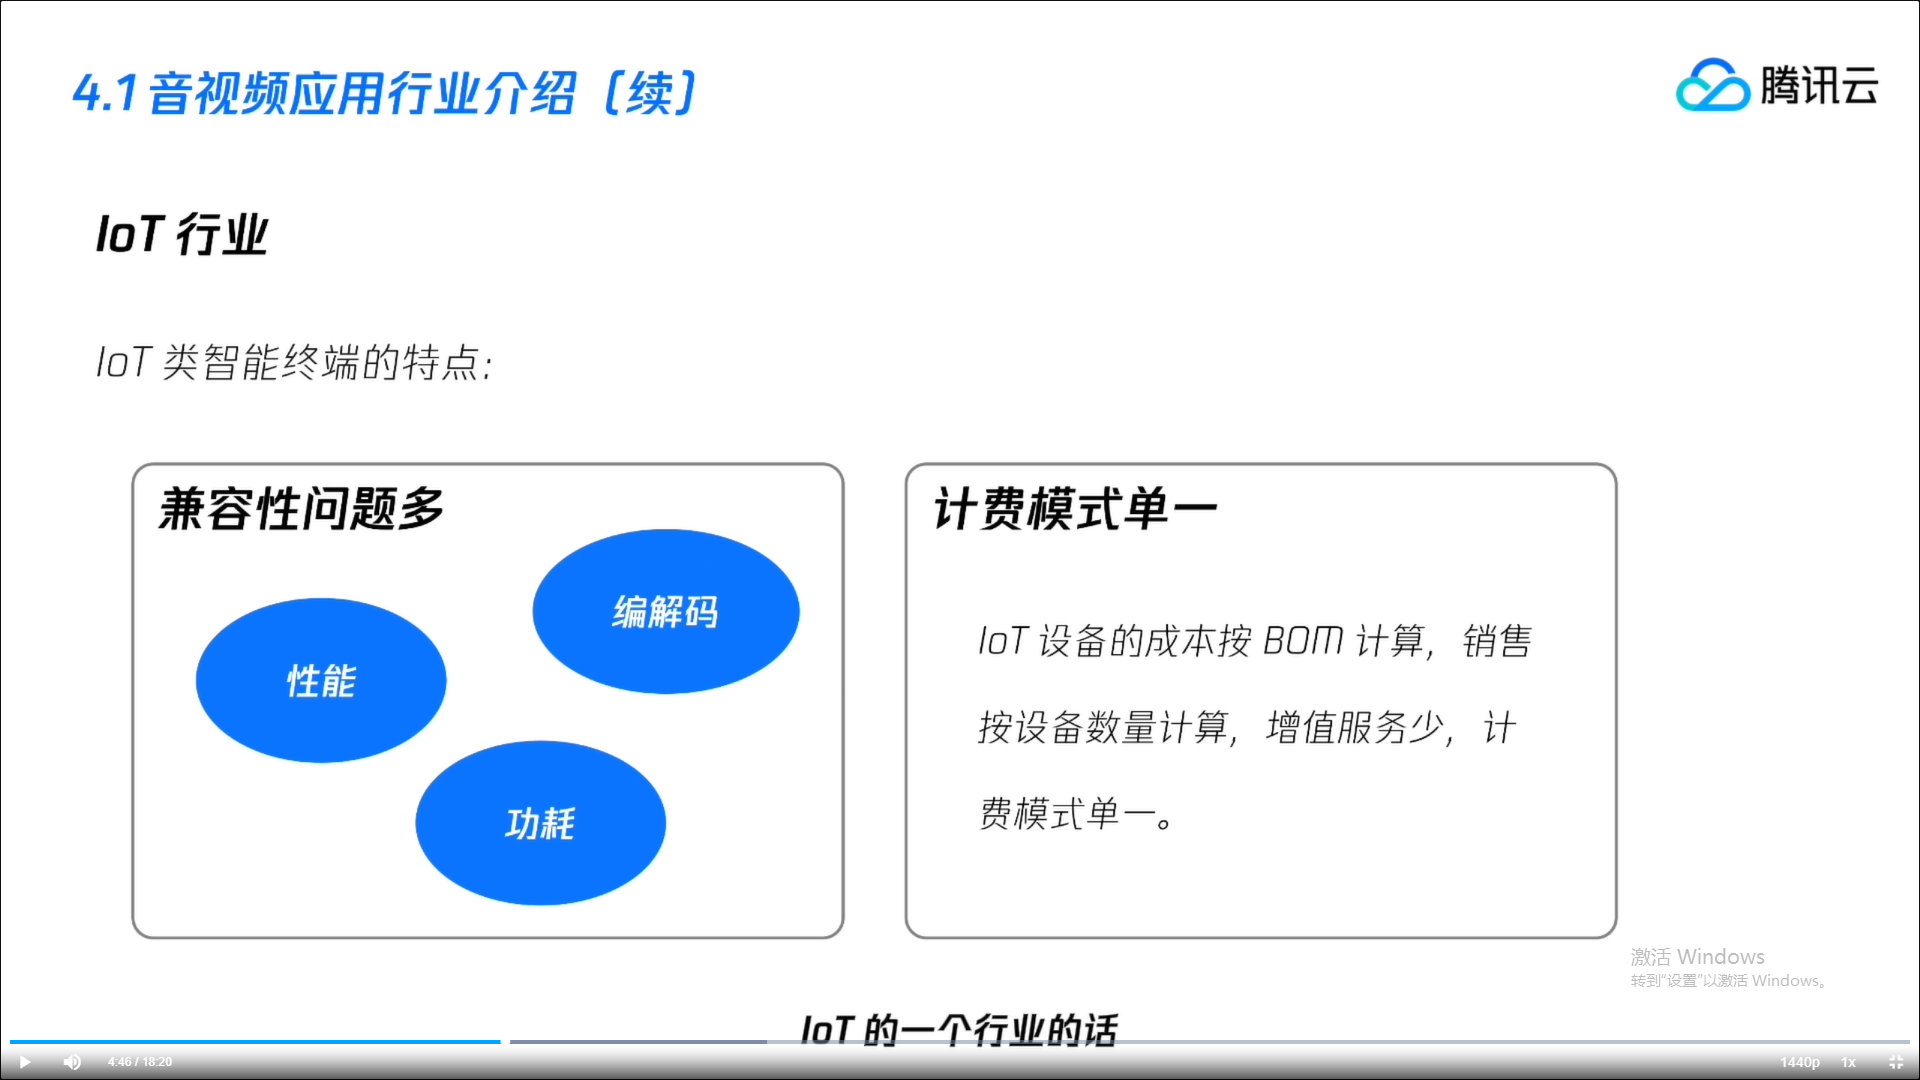 4.1 音视频应用行业介绍（续）
腾讯云
IoT 行业
IoT 类智能终端的特点：
兼容性问题多
编解码
性能
功耗
计费模式单一
IoT 设备的成本按 BOM 计算，销售
按设备数量计算，增值服务少，计
费模式单一。
激活 Windows
转到“设置”以激活 Windows。
IoT 的一个行业的话
4:46 / 18:20
1440p
1x